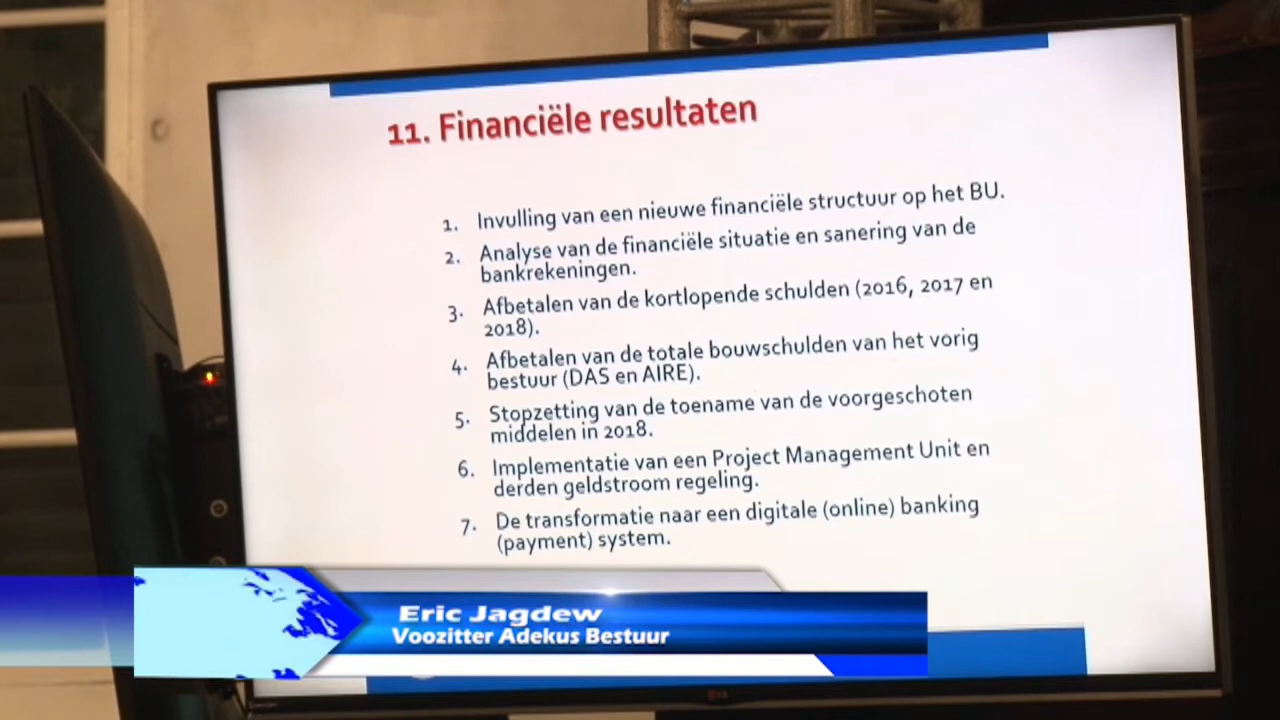 11. Financiële resultaten
1. Invulling van een nieuwe financiële structuur op het BU.
2. Analyse van de financiële situatie en sanering van de
bankrekeningen.
3. Afbetalen van de kortlopende schulden (2016, 2017 en
2018).
4. Afbetalen van de totale bouwschulden van het vorig
bestuur (DAS en AIRE).
5. Stopzetting van de toename van de voorgeschoten
middelen in 2018.
6. Implementatie van een Project Management Unit en
derden geldstroom regeling.
7. De transformatie naar een digitale (online) banking
(payment) system.
Eric Jagdew
Voozitter Adekus Bestuur
LG